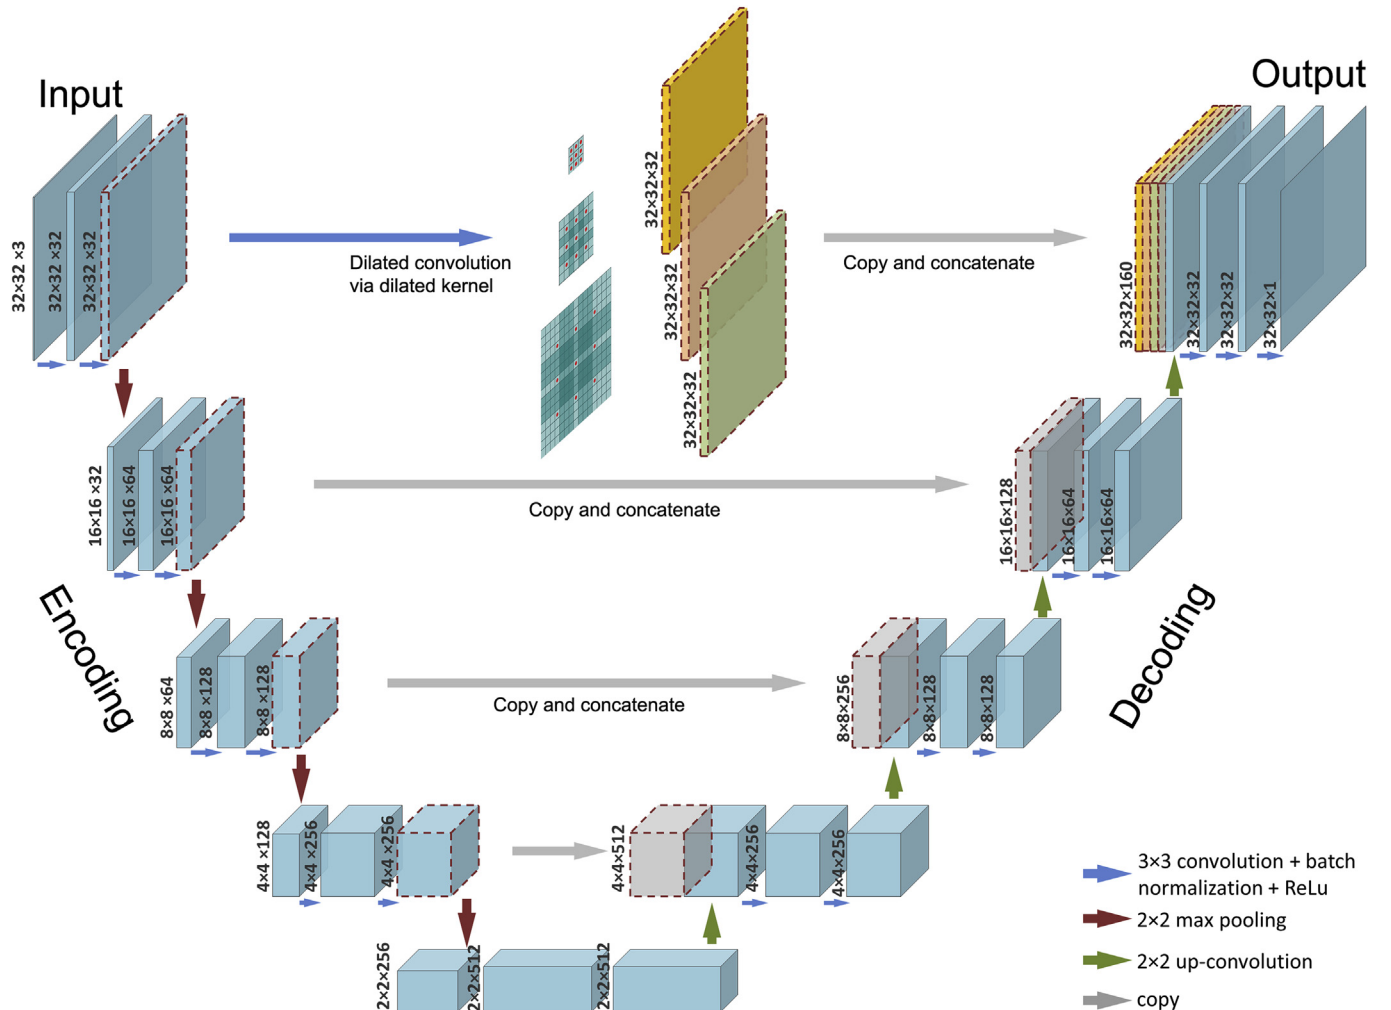 Input
Output
32×32 ×3
32×32 ×32
32×32 ×32
Dilated convolution
via dilated kernel
32×32×32
32×32×32
32×32×32
Copy and concatenate
32×32×160
32×32×32
32×32×32
32×32×1
16×16 ×32
16×16 ×64
16×16 ×64
Copy and concatenate
16×16×128
16×16×64
16×16×64
Encoding
Decoding
8×8 ×64
8×8 ×128
8×8 ×128
Copy and concatenate
8×8×256
8×8×128
8×8×128
4×4 ×128
4×4 ×256
4×4 ×256
4×4×512
4×4×256
4×4×256
2×2×256
2×2×512
2×2×512
3×3 convolution + batch
normalization + ReLu
2×2 max pooling
2×2 up-convolution
copy